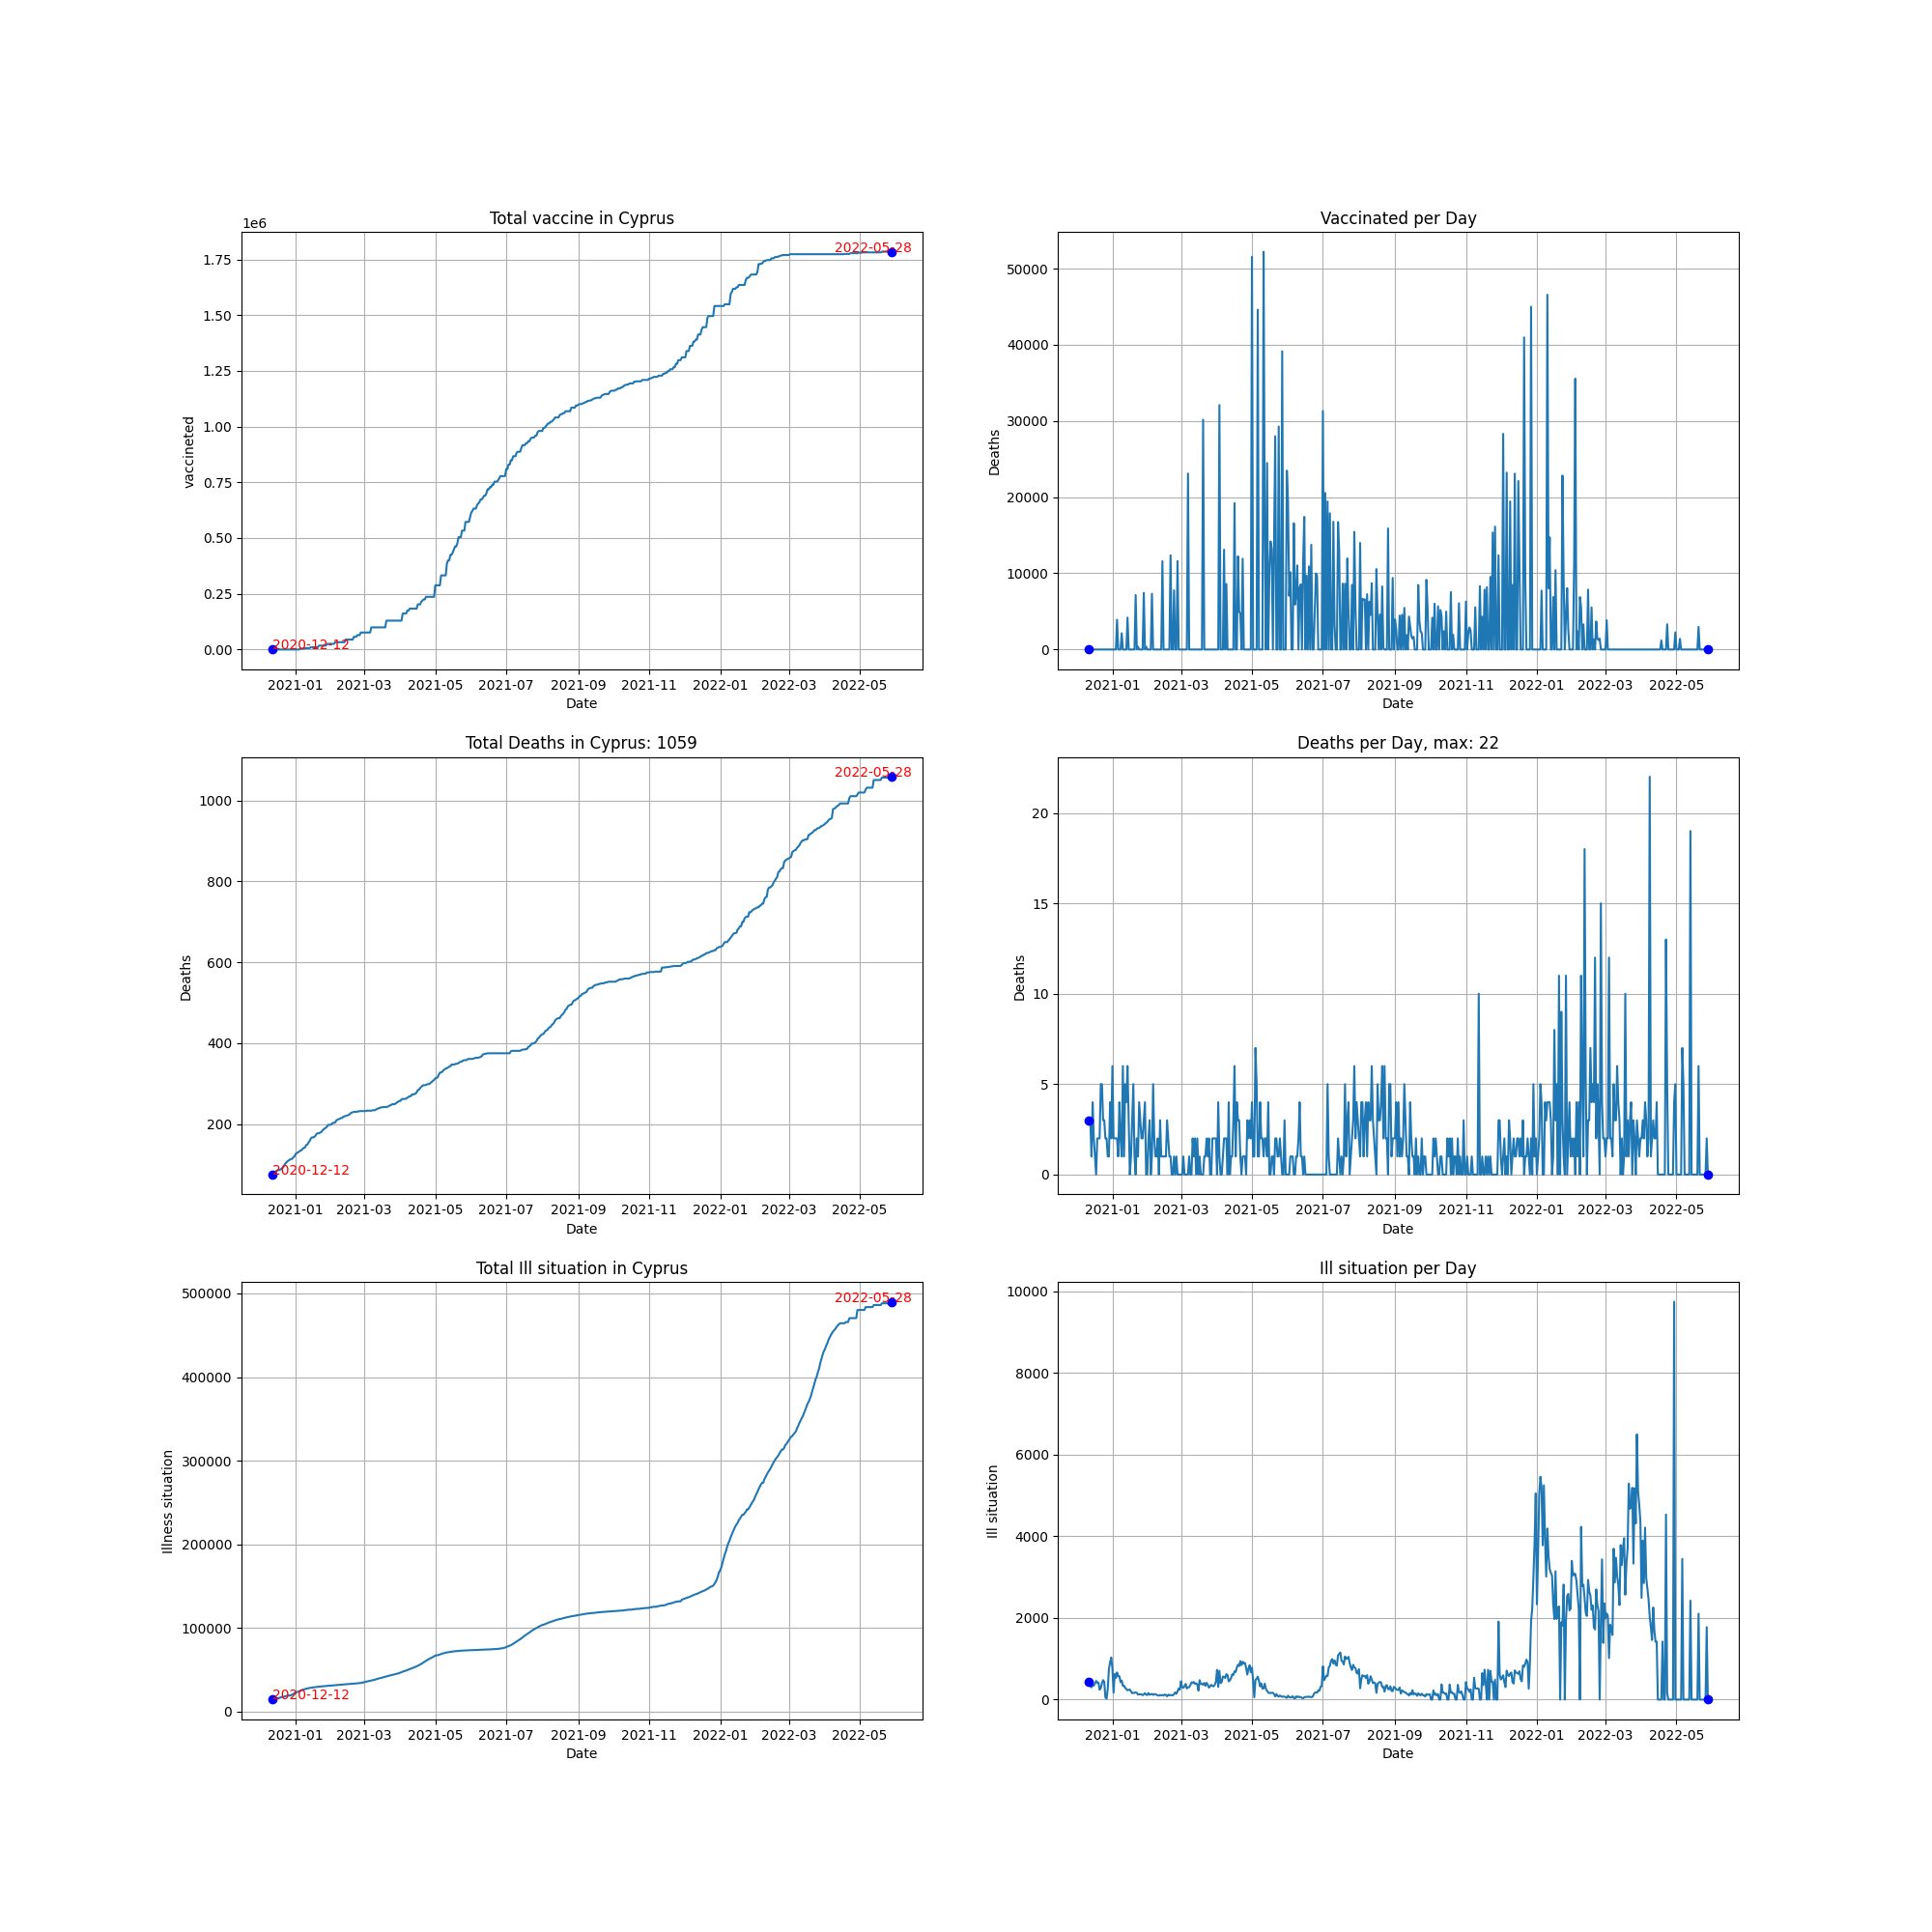 Total vaccine in Cyprus
1e6
1.75
1.50
1.25
1.00
0.75
0.50
0.25
0.00
vaccineted
2020-12-12
2022-05-28
2021-01 2021-03 2021-05 2021-07 2021-09 2021-11 2022-01 2022-03 2022-05
Date
Vaccinated per Day
50000
40000
30000
20000
10000
0
Deaths
2021-01 2021-03 2021-05 2021-07 2021-09 2021-11 2022-01 2022-03 2022-05
Date
Total Deaths in Cyprus: 1059
1000
800
600
400
200
Deaths
2020-12-12
2022-05-28
2021-01 2021-03 2021-05 2021-07 2021-09 2021-11 2022-01 2022-03 2022-05
Date
Deaths per Day, max: 22
20
15
10
5
0
Deaths
2021-01 2021-03 2021-05 2021-07 2021-09 2021-11 2022-01 2022-03 2022-05
Date
Total Ill situation in Cyprus
500000
400000
300000
200000
100000
0
Illness situation
2020-12-12
2022-05-28
2021-01 2021-03 2021-05 2021-07 2021-09 2021-11 2022-01 2022-03 2022-05
Date
Ill situation per Day
10000
8000
6000
4000
2000
0
Ill situation
2021-01 2021-03 2021-05 2021-07 2021-09 2021-11 2022-01 2022-03 2022-05
Date